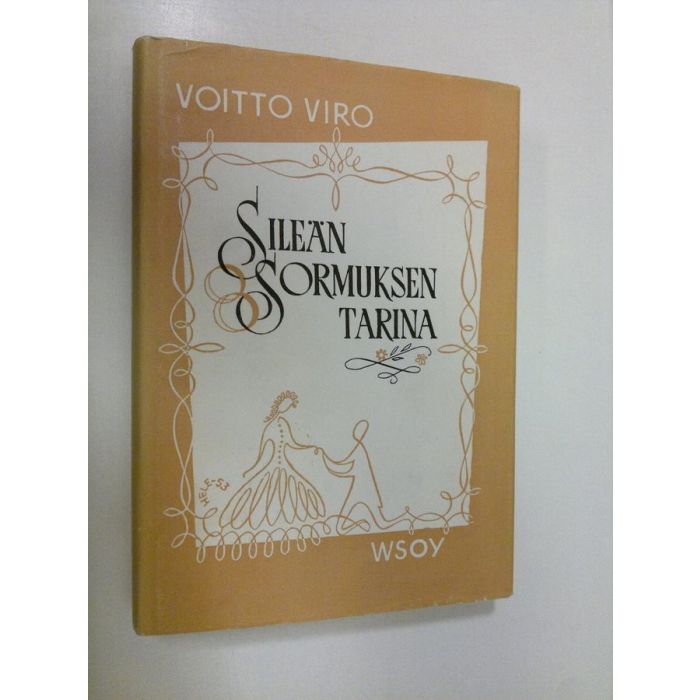 VOITTO VIRO
SILEÄN
SORMUKSEN
TARINA
HELE-53
WSOY